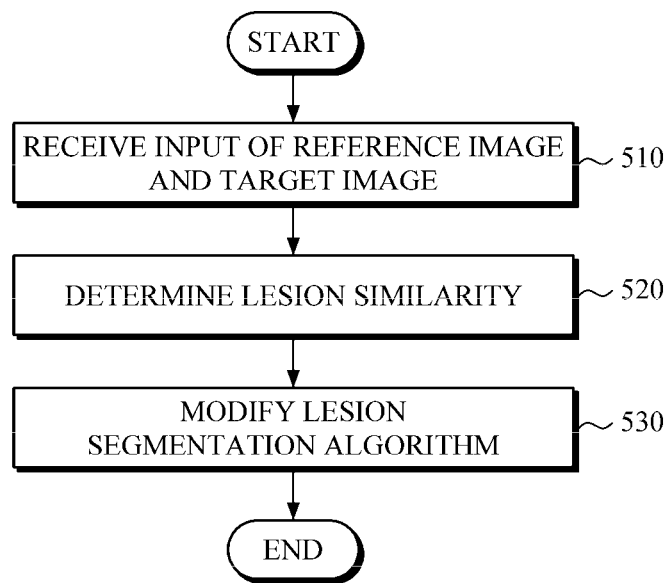 START
RECEIVE INPUT OF REFERENCE IMAGE
AND TARGET IMAGE
510
DETERMINE LESION SIMILARITY
520
MODIFY LESION
SEGMENTATION ALGORITHM
530
END